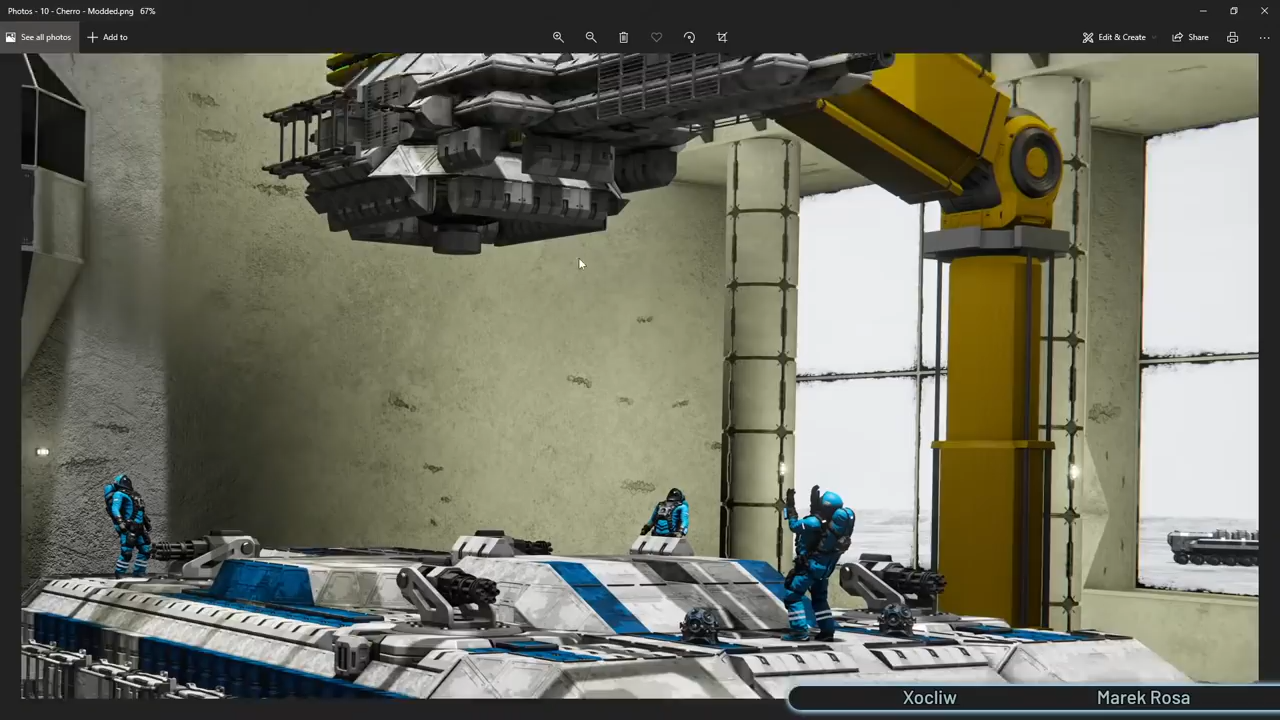 Photos - 10 - Cherro - Modded.png 67%
See all photos
Add to
Edit & Create
Share
Xocliw
Marek Rosa